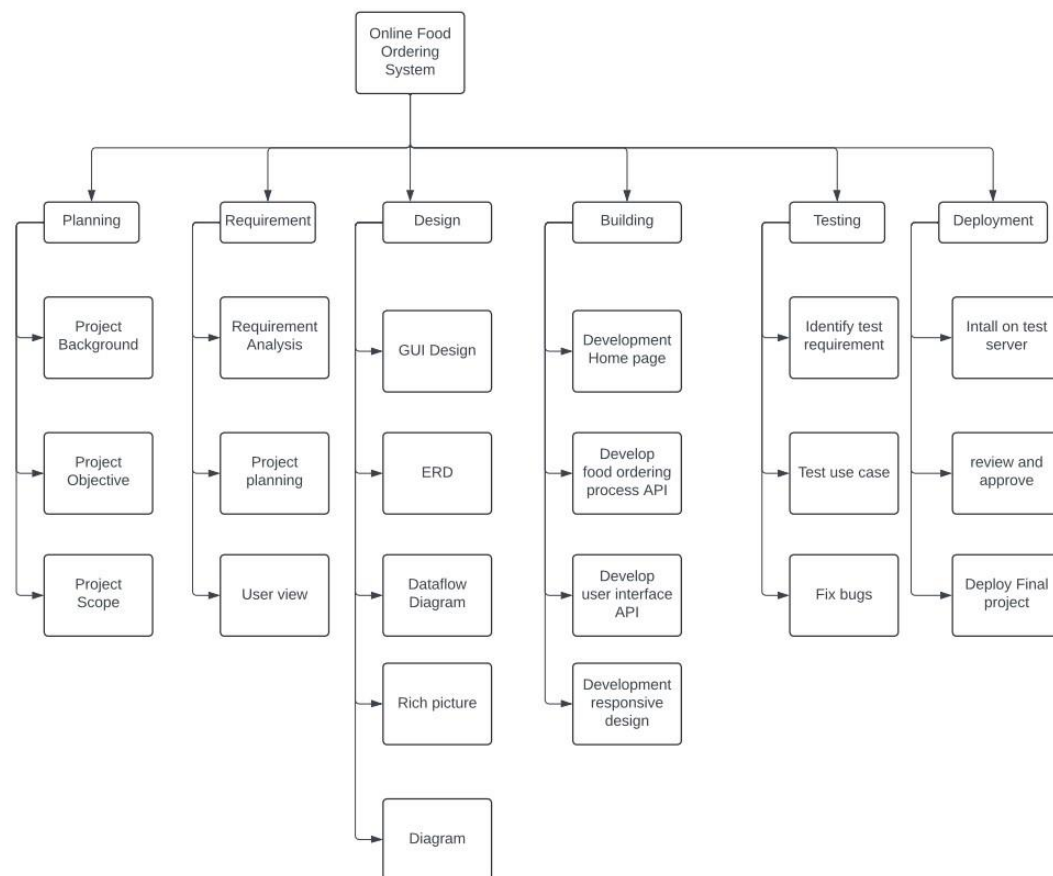 Online Food
Ordering
System
Planning
Requirement
Design
Building
Testing
Deployment
Project
Background
Requirement
Analysis
GUI Design
Development
Home page
Identify test
requirement
Intall on test
server
Project
Objective
Project
planning
ERD
Develop
food ordering
process API
Test use case
review and
approve
Project
Scope
User view
Dataflow
Diagram
Develop
user interface
API
Fix bugs
Deploy Final
project
Rich picture
Development
responsive
design
Diagram